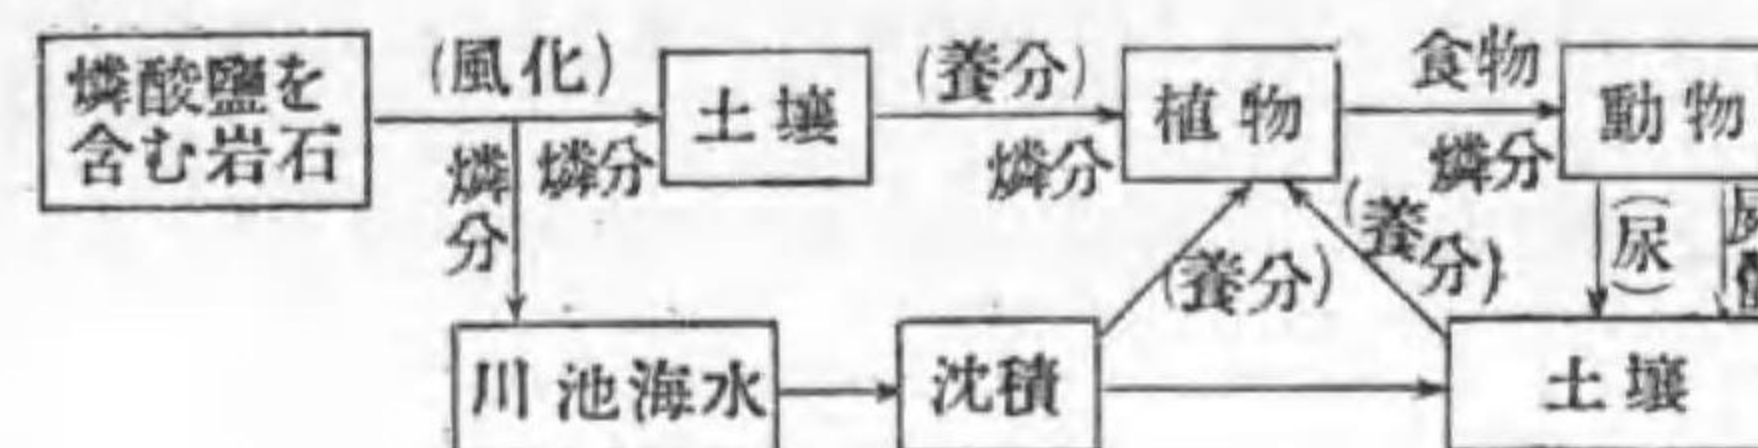 燐酸鹽を
含む岩石
(風化)
燐分
燐分
土壤
(養分)
燐分
植物
食物
燐分
動物
(養分)
(養分)
(尿)
川池海水
沈積
土壤